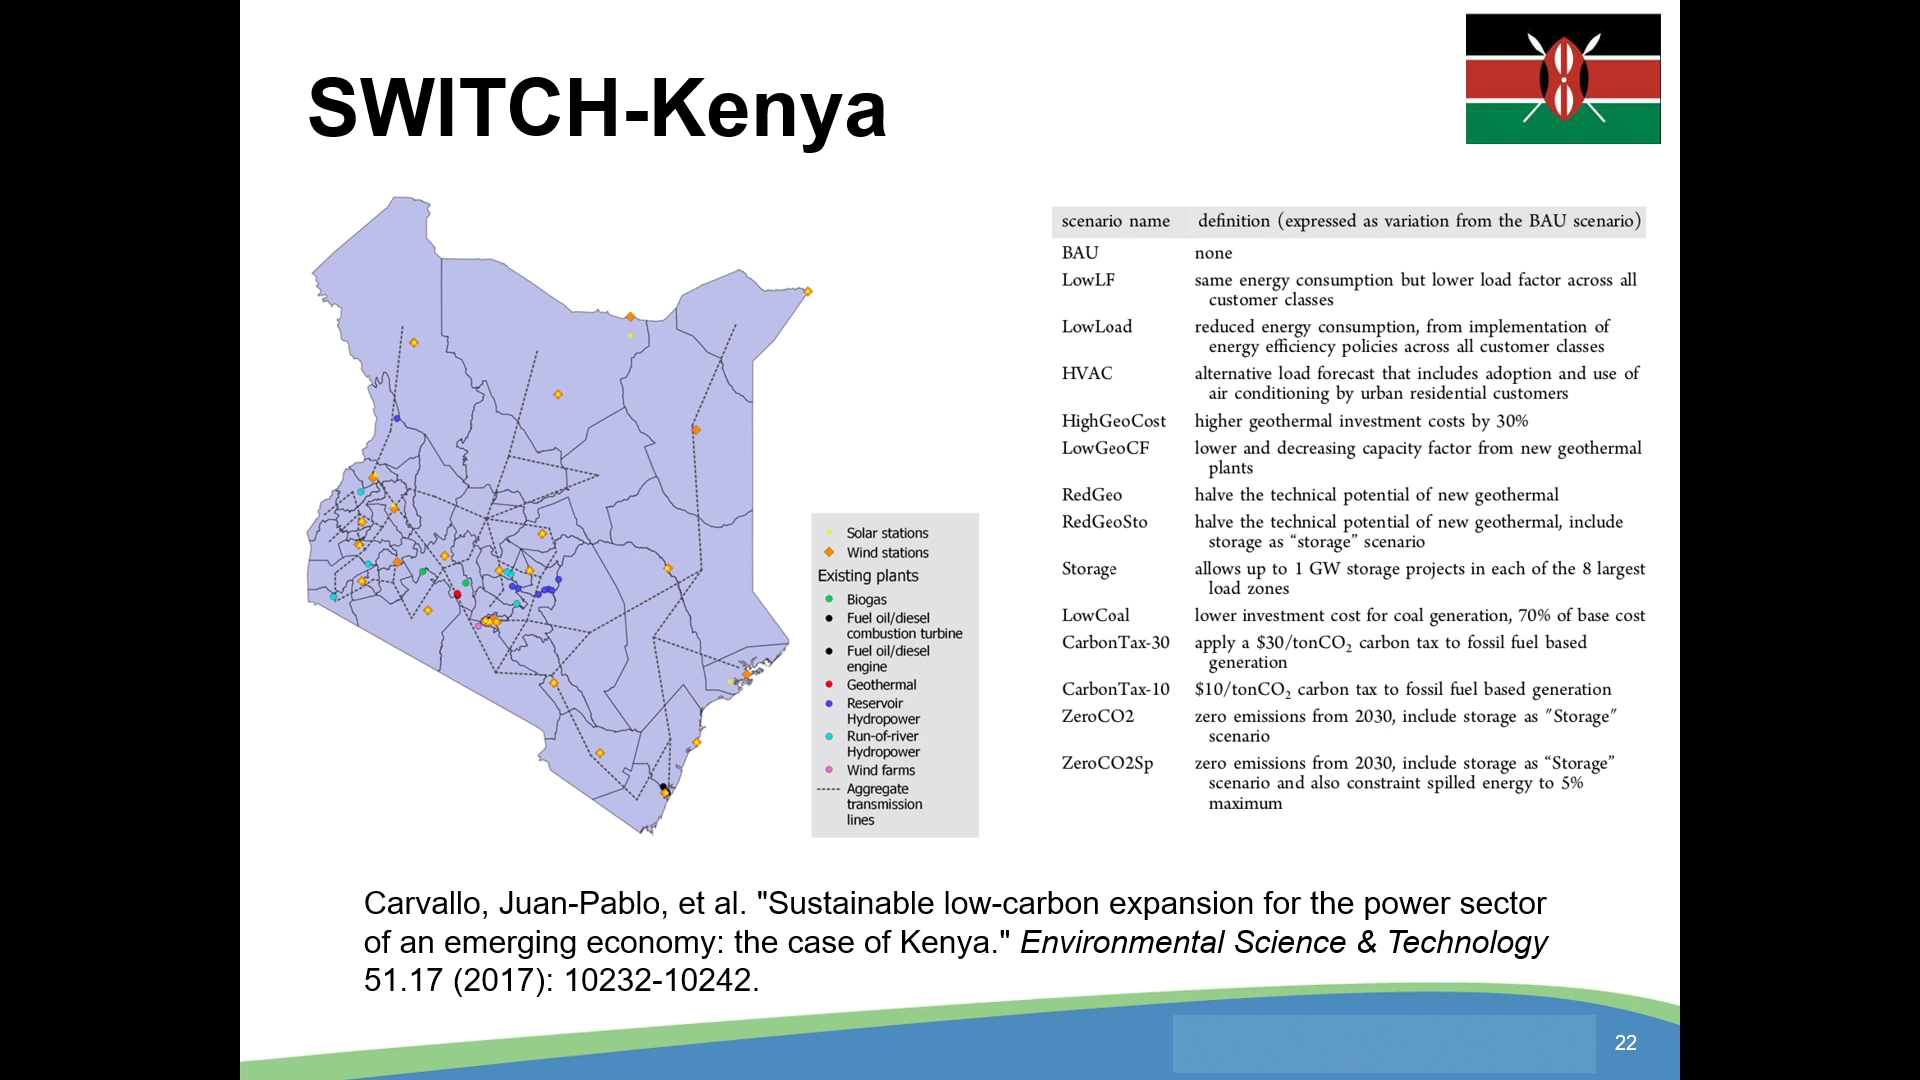 SWITCH-Kenya
Solar stations
Wind stations
Existing plants
Biogas
Fuel oil/diesel
combustion turbine
Fuel oil/diesel
engine
Geothermal
Reservoir
Hydropower
Run-of-river
Hydropower
Wind farms
Aggregate
transmission
lines
scenario name definition (expressed as variation from the BAU scenario)
BAU none
LowLF same energy consumption but lower load factor across all
customer classes
LowLoad reduced energy consumption, from implementation of
energy efficiency policies across all customer classes
HVAC alternative load forecast that includes adoption and use of
air conditioning by urban residential customers
HighGeoCost higher geothermal investment costs by 30%
LowGeoCF lower and decreasing capacity factor from new geothermal
plants
RedGeo halve the technical potential of new geothermal
RedGeoSto halve the technical potential of new geothermal, include
storage as “storage” scenario
Storage allows up to 1 GW storage projects in each of the 8 largest
load zones
LowCoal lower investment cost for coal generation, 70% of base cost
CarbonTax-30 apply a $30/tonCO₂ carbon tax to fossil fuel based
generation
CarbonTax-10 $10/tonCO₂ carbon tax to fossil fuel based generation
ZeroCO2 zero emissions from 2030, include storage as ″Storage″
scenario
ZeroCO2Sp zero emissions from 2030, include storage as “Storage”
scenario and also constraint spilled energy to 5%
maximum
Carvallo, Juan-Pablo, et al. "Sustainable low-carbon expansion for the power sector
of an emerging economy: the case of Kenya." Environmental Science & Technology
51.17 (2017): 10232-10242.
22